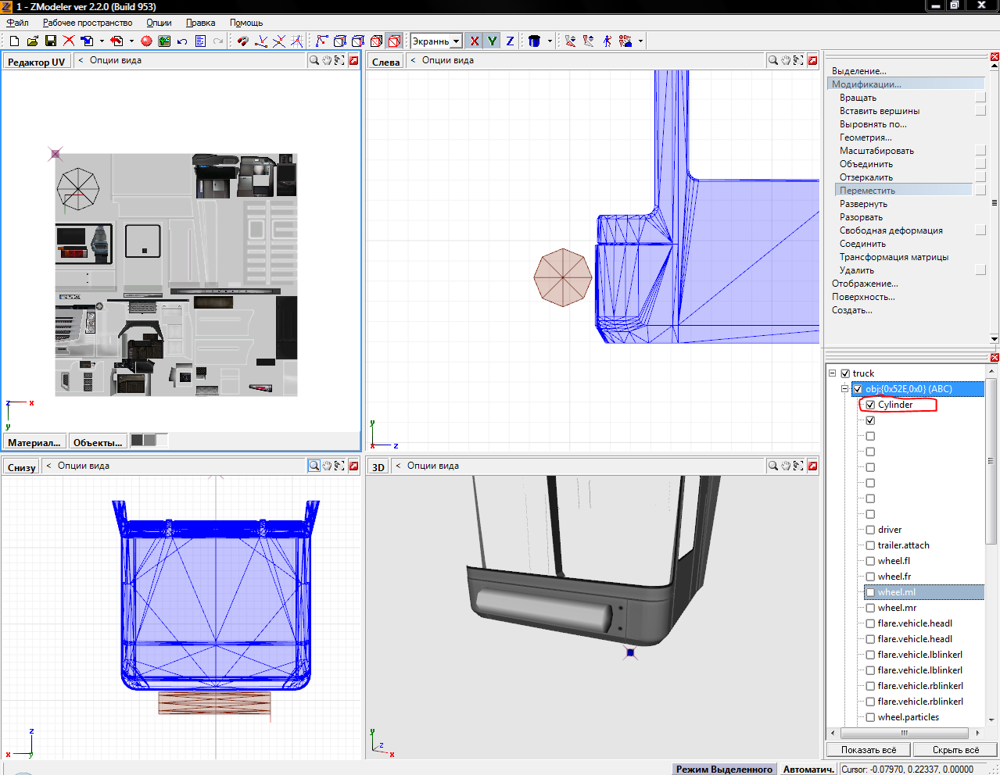 1 - ZModeler ver 2.2.0 (Build 953)
Файл Рабочее пространство Опции Правка Помощь
Экраннь X Y Z
Редактор UV < Опции вида
Слева < Опции вида
Выделение...
Модификации...
Вращать
Вставить вершины
Выровнять по...
Геометрия...
Масштабировать
Объединить
Отзеркалить
Переместить
Развернуть
Разорвать
Свободная деформация
Соединить
Трансформация матрицы
Удалить
Отображение...
Поверхность...
Создать...
truck
obj:{0x52E,0x0} (ABC)
Cylinder
driver
trailer.attach
wheel.fl
wheel.fr
wheel.ml
wheel.mr
flare.vehicle.headl
flare.vehicle.headl
flare.vehicle.lblinkerl
flare.vehicle.lblinkerl
flare.vehicle.rblinkerl
flare.vehicle.rblinkerl
wheel.particles
Показать всё Скрыть всё
z x
y
y
x z
Материал... Объекты...
Снизу < Опции вида
3D < Опции вида
z
x y
y
z
x
Режим Выделенного Автоматич. Cursor: -0.07970, 0.22337, 0.00000